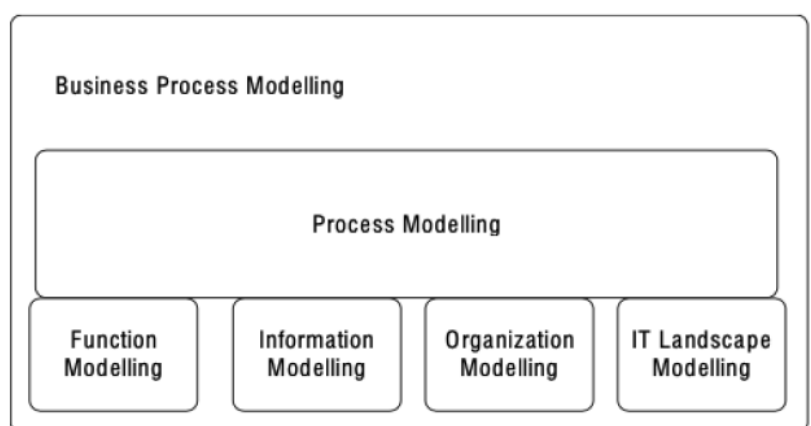 Business Process Modelling
Process Modelling
Function
Modelling
Information
Modelling
Organization
Modelling
IT Landscape
Modelling